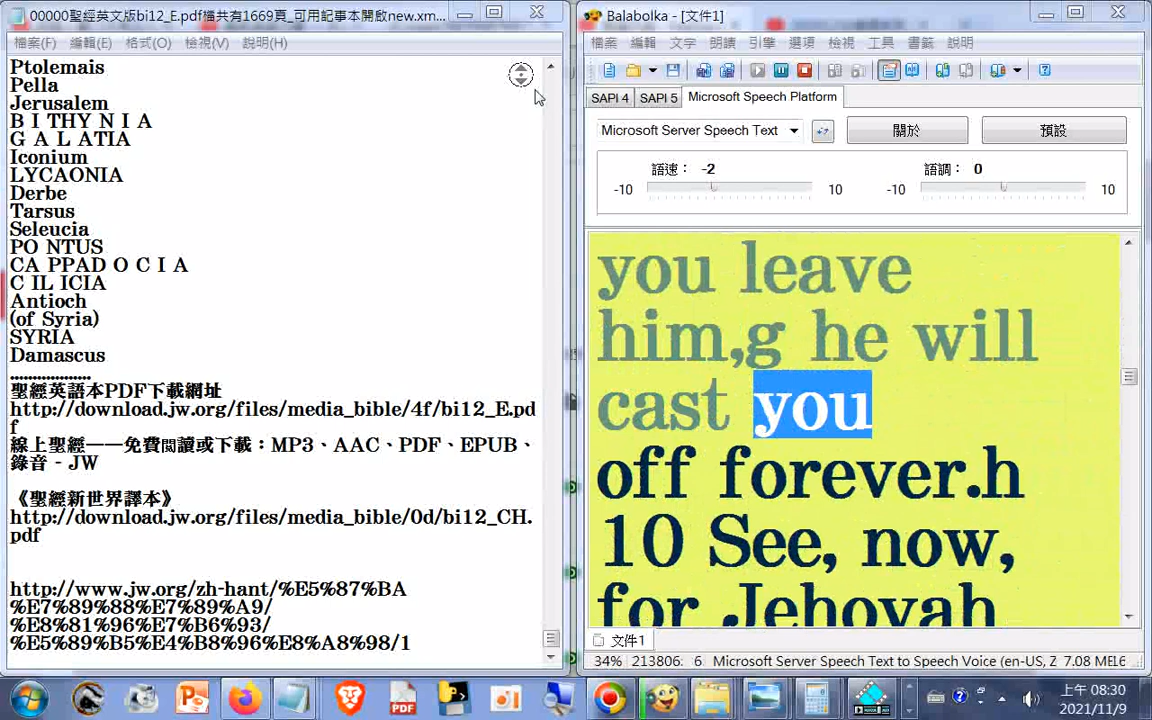 00000聖經英文版bi12_E.pdf檔共有1669頁_可用記事本開啟new.xm...
檔案(F) 編輯(E) 格式(O) 檢視(V) 說明(H)
Ptolemais
Pella
Jerusalem
B I THY N I A
G A L ATIA
Iconium
LYCAONIA
Derbe
Tarsus
Seleucia
PO NTUS
CA PPAD O C I A
C IL ICIA
Antioch
(of Syria)
SYRIA
Damascus
..................
聖經英語本PDF下載網址
http://download.jw.org/files/media_bible/4f/bi12_E.pd
f
線上聖經——免費閱讀或下載：MP3、AAC、PDF、EPUB、
錄音 - JW
《聖經新世界譯本》
http://download.jw.org/files/media_bible/0d/bi12_CH.
pdf
http://www.jw.org/zh-hant/%E5%87%BA
%E7%89%88%E7%89%A9/
%E8%81%96%E7%B6%93/
%E5%89%B5%E4%B8%96%E8%A8%98/1
Balabolka - [文件1]
檔案 編輯 文字 朗讀 引擎 選項 檢視 工具 書籤 說明
SAPI 4 SAPI 5 Microsoft Speech Platform
Microsoft Server Speech Text 關於 預設
語速： -2 語調： 0
-10 10 -10 10
you leave
him,g he will
cast you
off forever.h
10 See, now,
for Jehovah
文件1
34% 213806: 6 Microsoft Server Speech Text to Speech Voice (en-US, Z 7.08 ME
上午 08:30
2021/11/9